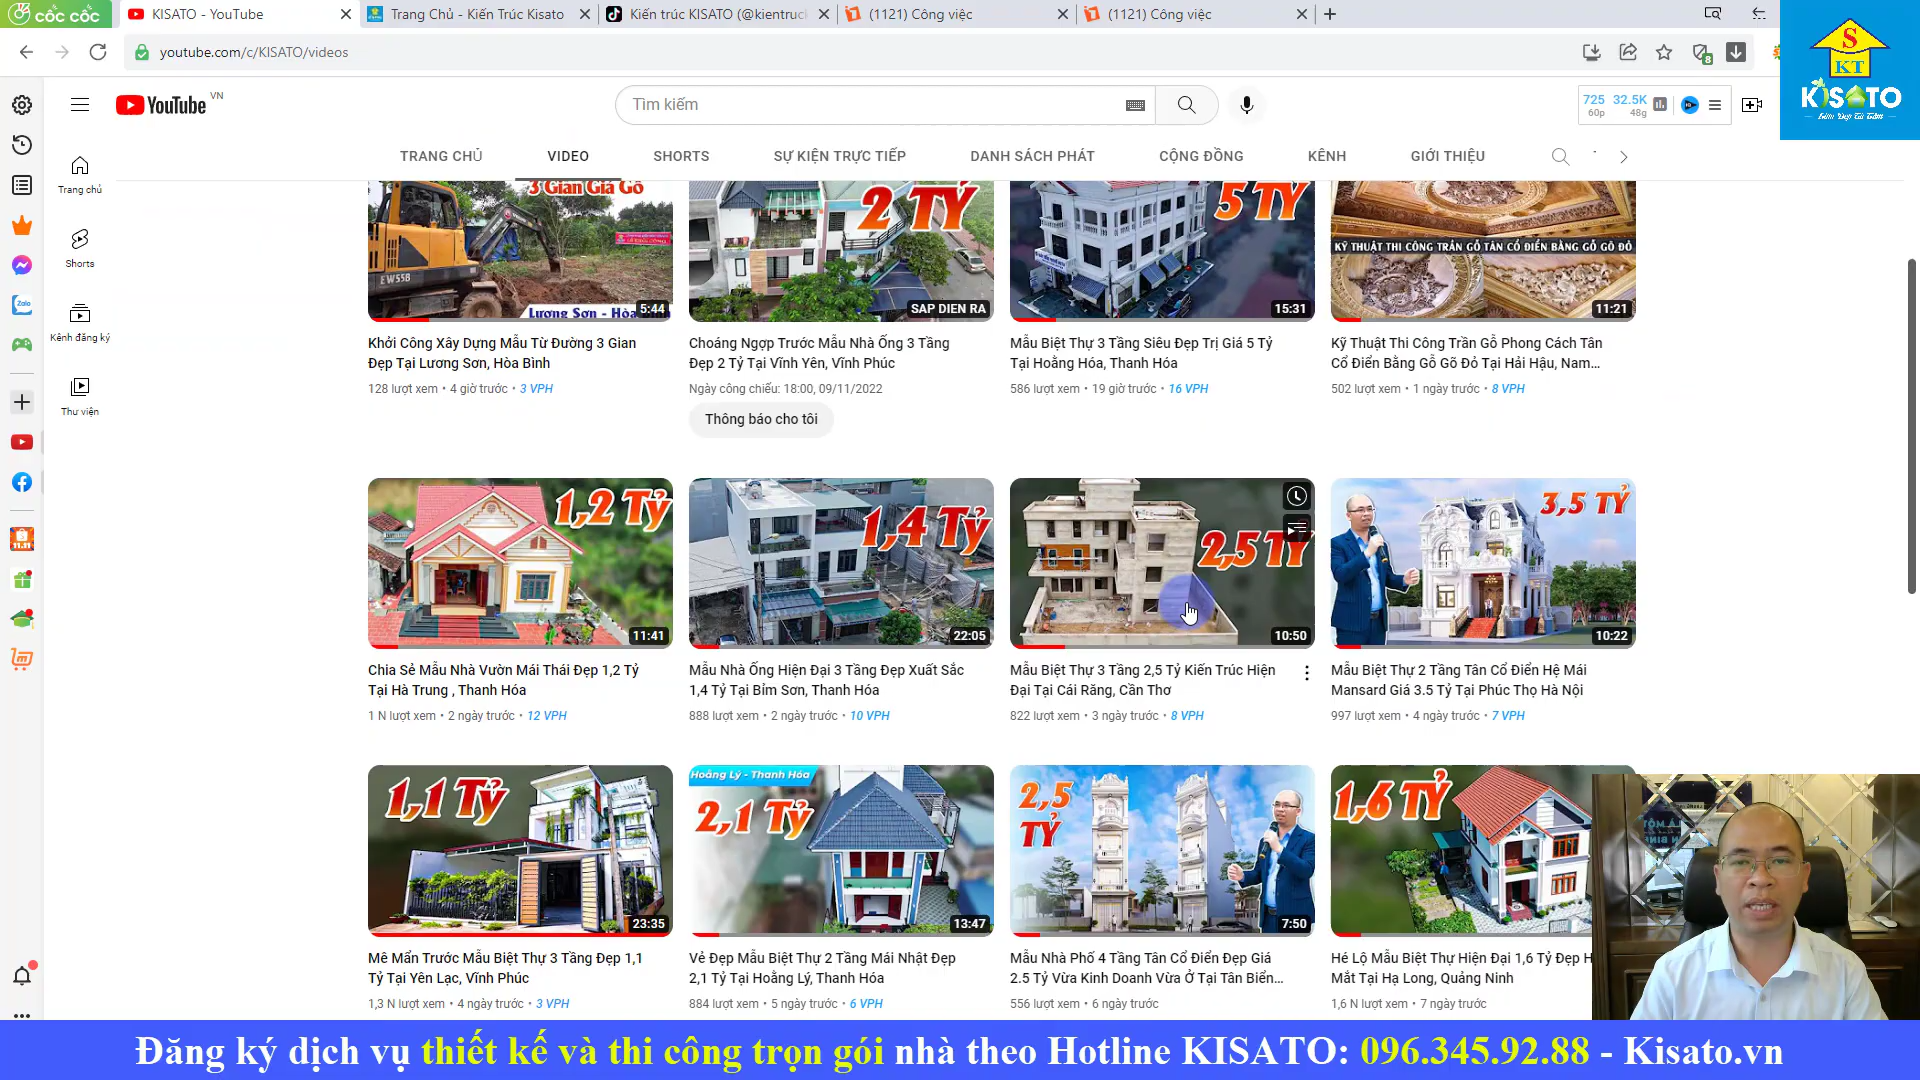 cốc cốc
KISATO - YouTube
Trang Chủ - Kiến Trúc Kisato
Kiến trúc KISATO (@kientruck
(1121) Công việc
(1121) Công việc
youtube.com/c/KISATO/videos
S
KT
KISATO
YouTube VN
Tìm kiếm
725 32.5K
60p 48g
Trang chủ
Shorts
Kênh đăng ký
Thư viện
Zalo
11.11
TRANG CHỦ VIDEO SHORTS SỰ KIỆN TRỰC TIẾP DANH SÁCH PHÁT CỘNG ĐỒNG KÊNH GIỚI THIỆU
3 Gian Giả Gỗ
EW55B
Lương Sơn - Hòa
5:44
2 TỶ
SAP DIEN RA
5 TỶ
15:31
KỸ THUẬT THI CÔNG TRẦN GỖ TÂN CỔ ĐIỂN BẰNG GỖ GÕ ĐỎ
11:21
Khởi Công Xây Dựng Mẫu Từ Đường 3 Gian
Đẹp Tại Lương Sơn, Hòa Bình
128 lượt xem • 4 giờ trước • 3 VPH
Choáng Ngợp Trước Mẫu Nhà Ống 3 Tầng
Đẹp 2 Tỷ Tại Vĩnh Yên, Vĩnh Phúc
Ngày công chiếu: 18:00, 09/11/2022
Thông báo cho tôi
Mẫu Biệt Thự 3 Tầng Siêu Đẹp Trị Giá 5 Tỷ
Tại Hoằng Hóa, Thanh Hóa
586 lượt xem • 19 giờ trước • 16 VPH
Kỹ Thuật Thi Công Trần Gỗ Phong Cách Tân
Cổ Điển Bằng Gỗ Gõ Đỏ Tại Hải Hậu, Nam...
502 lượt xem • 1 ngày trước • 8 VPH
1,2 Tỷ
11:41
1,4 Tỷ
22:05
2,5 TỶ
10:50
3,5 TỶ
10:22
Chia Sẻ Mẫu Nhà Vườn Mái Thái Đẹp 1,2 Tỷ
Tại Hà Trung , Thanh Hóa
1 N lượt xem • 2 ngày trước • 12 VPH
Mẫu Nhà Ống Hiện Đại 3 Tầng Đẹp Xuất Sắc
1,4 Tỷ Tại Bỉm Sơn, Thanh Hóa
888 lượt xem • 2 ngày trước • 10 VPH
Mẫu Biệt Thự 3 Tầng 2,5 Tỷ Kiến Trúc Hiện
Đại Tại Cái Răng, Cần Thơ
822 lượt xem • 3 ngày trước • 8 VPH
Mẫu Biệt Thự 2 Tầng Tân Cổ Điển Hệ Mái
Mansard Giá 3.5 Tỷ Tại Phúc Thọ Hà Nội
997 lượt xem • 4 ngày trước • 7 VPH
1,1 Tỷ
23:35
Hoằng Lý - Thanh Hóa
2,1 Tỷ
13:47
2,5
TỶ
7:50
1,6 TỶ
Mê Mẩn Trước Mẫu Biệt Thự 3 Tầng Đẹp 1,1
Tỷ Tại Yên Lạc, Vĩnh Phúc
1,3 N lượt xem • 4 ngày trước • 3 VPH
Vẻ Đẹp Mẫu Biệt Thự 2 Tầng Mái Nhật Đẹp
2,1 Tỷ Tại Hoằng Lý, Thanh Hóa
884 lượt xem • 5 ngày trước • 6 VPH
Mẫu Nhà Phố 4 Tầng Tân Cổ Điển Đẹp Giá
2.5 Tỷ Vừa Kinh Doanh Vừa Ở Tại Tân Biển...
556 lượt xem • 6 ngày trước
Hé Lộ Mẫu Biệt Thự Hiện Đại 1,6 Tỷ Đẹp H
Mắt Tại Hạ Long, Quảng Ninh
1,6 N lượt xem • 7 ngày trước
Đăng ký dịch vụ thiết kế và thi công trọn gói nhà theo Hotline KISATO: 096.345.92.88 - Kisato.vn